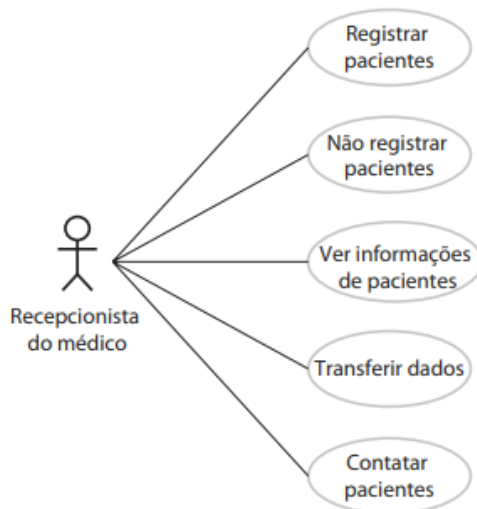 Registrar
pacientes
Não registrar
pacientes
Ver informações
de pacientes
Recepcionista
do médico
Transferir dados
Contatar
pacientes